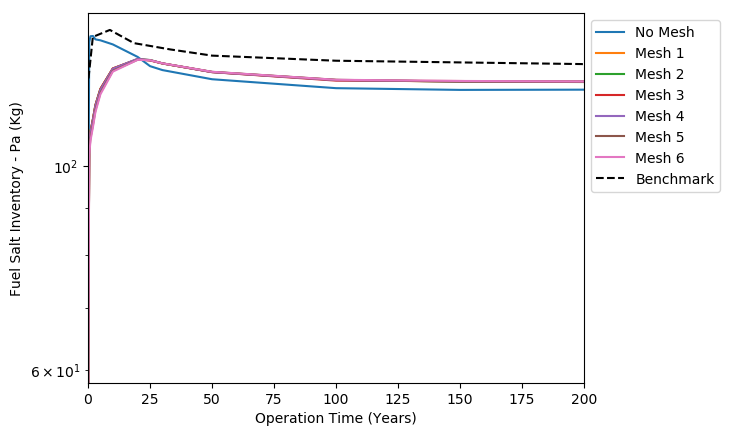 Fuel Salt Inventory - Pa (Kg)
10²
6 × 10¹
0 25 50 75 100 125 150 175 200
Operation Time (Years)
No Mesh
Mesh 1
Mesh 2
Mesh 3
Mesh 4
Mesh 5
Mesh 6
Benchmark